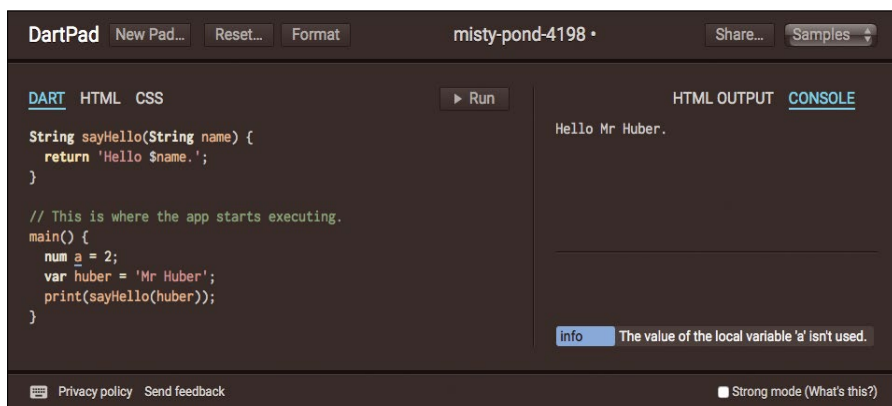 DartPad New Pad... Reset... Format misty-pond-4198 • Share... Samples
DART HTML CSS Run HTML OUTPUT CONSOLE
String sayHello(String name) {
  return 'Hello $name.';
}
// This is where the app starts executing.
main() {
  num a = 2;
  var huber = 'Mr Huber';
  print(sayHello(huber));
}
Hello Mr Huber.
info The value of the local variable 'a' isn't used.
Privacy policy Send feedback Strong mode (What's this?)